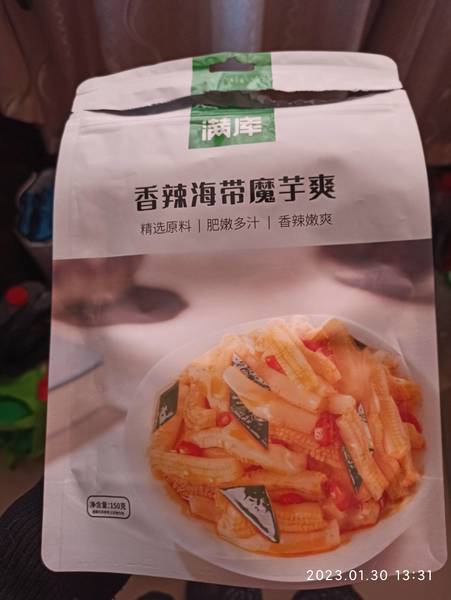 满库
香辣海带魔芋爽
精选原料 | 肥嫩多汁 | 香辣嫩爽
净含量:150克
2023.01.30 13:31